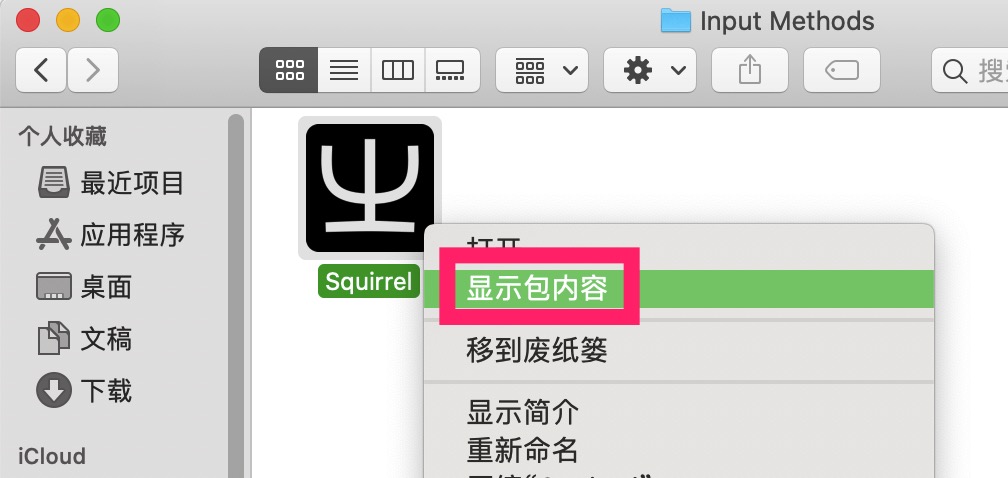 Input Methods
搜
个人收藏
最近项目
应用程序
桌面
文稿
下载
iCloud
Squirrel
打开
显示包内容
移到废纸篓
显示简介
重新命名